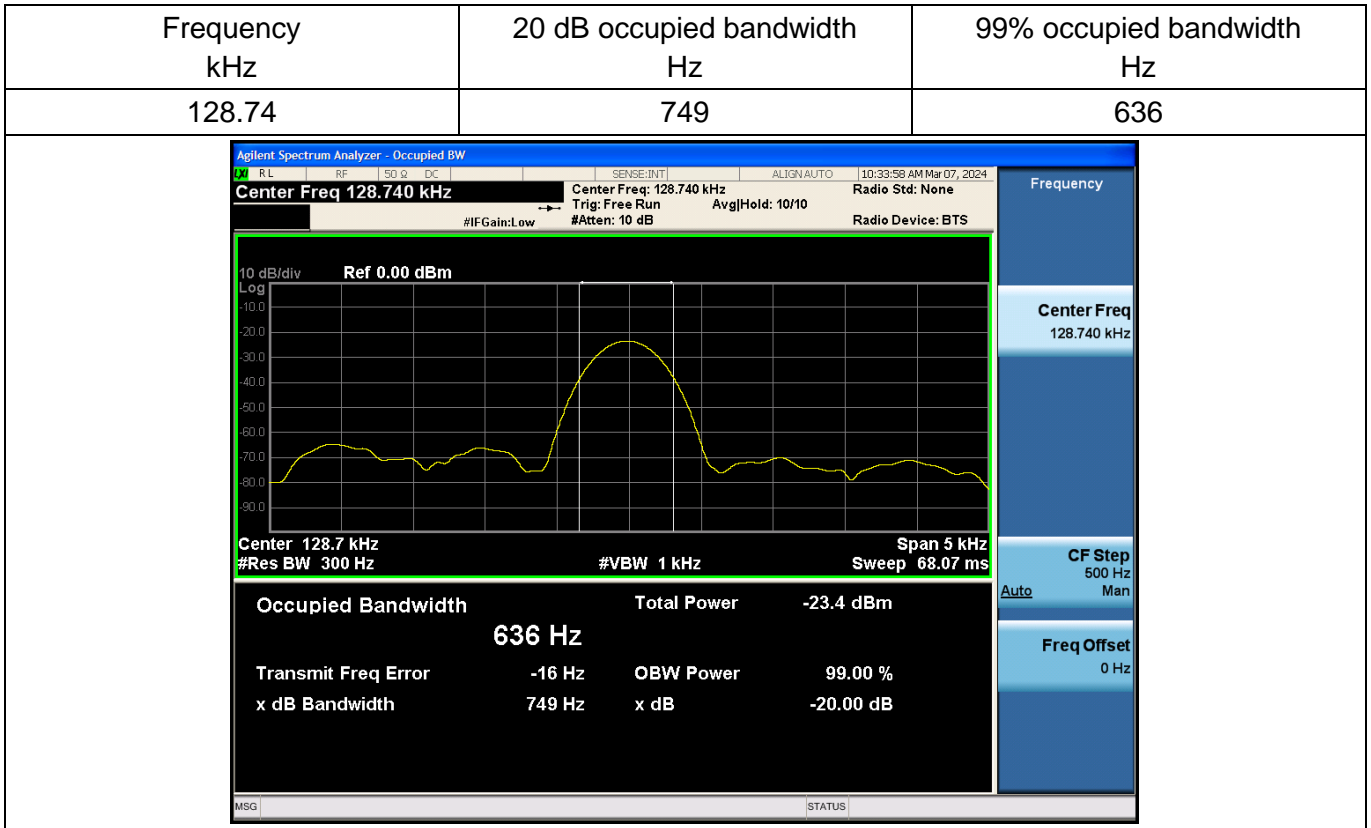 Frequency
kHz
20 dB occupied bandwidth
Hz
99% occupied bandwidth
Hz
128.74
749
636
Agilent Spectrum Analyzer - Occupied BW
LXI RL RF 50 Ω DC SENSE:INT ALIGN AUTO 10:33:58 AM Mar 07, 2024
Center Freq 128.740 kHz
Center Freq: 128.740 kHz
Radio Std: None
Trig: Free Run Avg|Hold: 10/10
#IFGain:Low #Atten: 10 dB Radio Device: BTS
Frequency
10 dB/div Ref 0.00 dBm
Log
-10.0
-20.0
-30.0
-40.0
-50.0
-60.0
-70.0
-80.0
-90.0
Center 128.7 kHz Span 5 kHz
#Res BW 300 Hz #VBW 1 kHz Sweep 68.07 ms
Center Freq
128.740 kHz
CF Step
500 Hz
Auto Man
Freq Offset
0 Hz
Occupied Bandwidth Total Power -23.4 dBm
636 Hz
Transmit Freq Error -16 Hz OBW Power 99.00 %
x dB Bandwidth 749 Hz x dB -20.00 dB
MSG STATUS